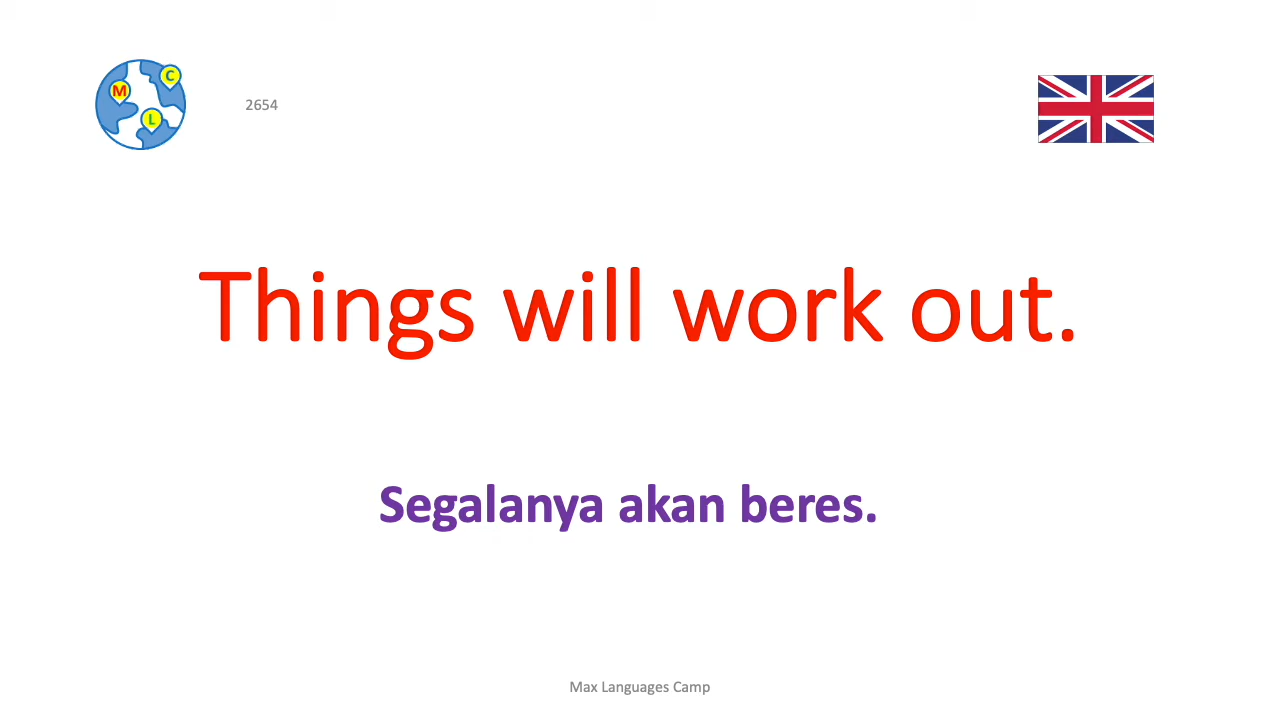 M
C
L
2654
Things will work out.
Segalanya akan beres.
Max Languages Camp